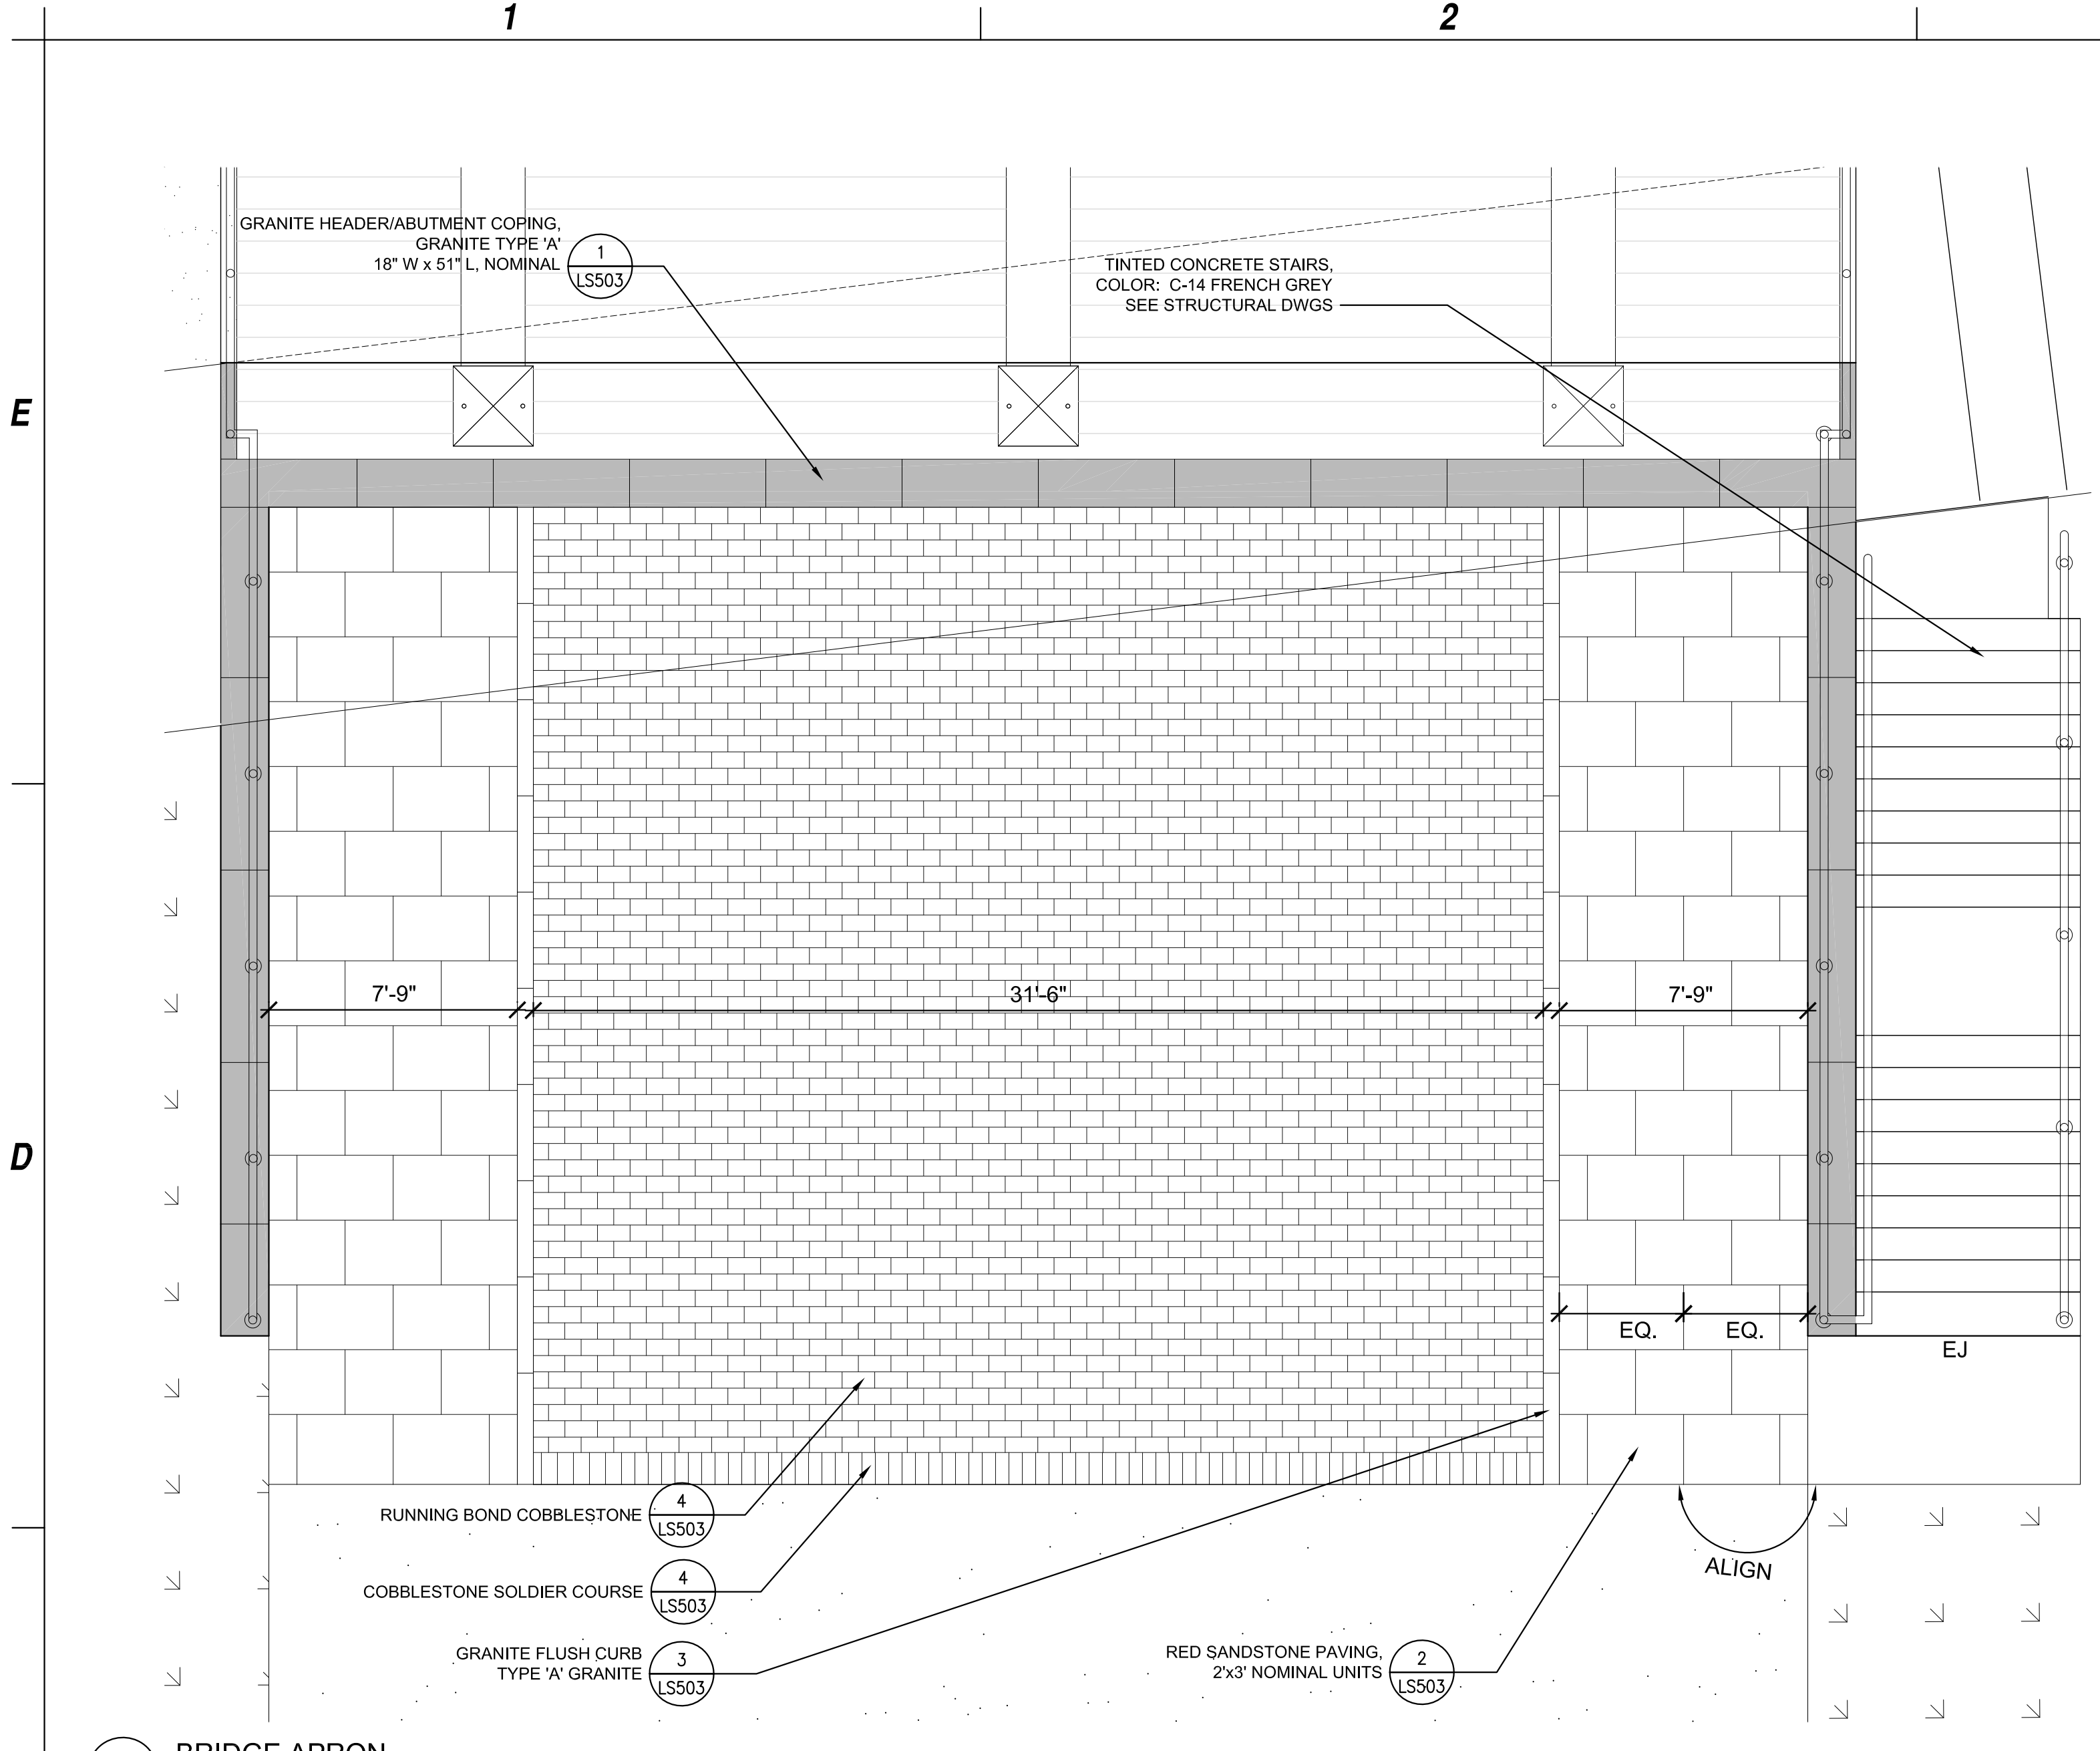 1
2
GRANITE HEADER/ABUTMENT COPING,
GRANITE TYPE 'A'
18" W x 51" L, NOMINAL
1
LS503
TINTED CONCRETE STAIRS,
COLOR: C-14 FRENCH GREY
SEE STRUCTURAL DWGS
E
7'-9"
31'-6"
7'-9"
D
EQ.
EQ.
EJ
RUNNING BOND COBBLESTONE
4
LS503
COBBLESTONE SOLDIER COURSE
4
LS503
GRANITE FLUSH CURB
TYPE 'A' GRANITE
3
LS503
RED SANDSTONE PAVING,
2'x3' NOMINAL UNITS
2
LS503
ALIGN
BRIDGE APRON